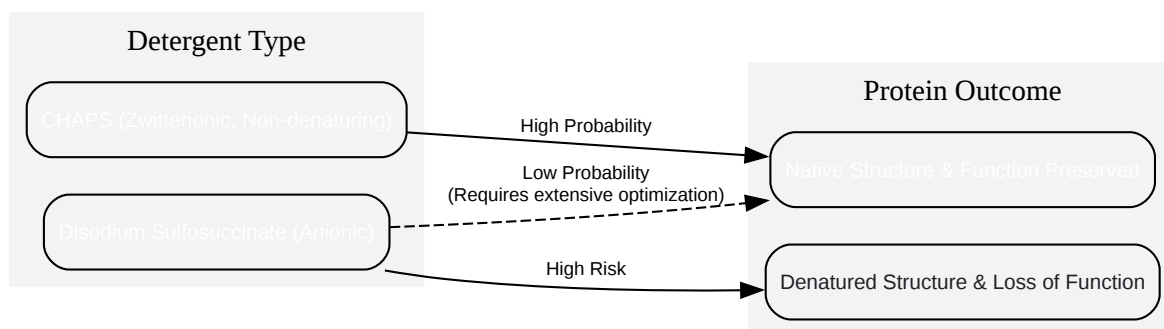 Detergent Type
CHAPS (Zwitterionic, Non-denaturing)
Disodium Sulfosuccinate (Anionic)
High Probability
Low Probability
(Requires extensive optimization)
High Risk
Protein Outcome
Native Structure & Function Preserved
Denatured Structure & Loss of Function